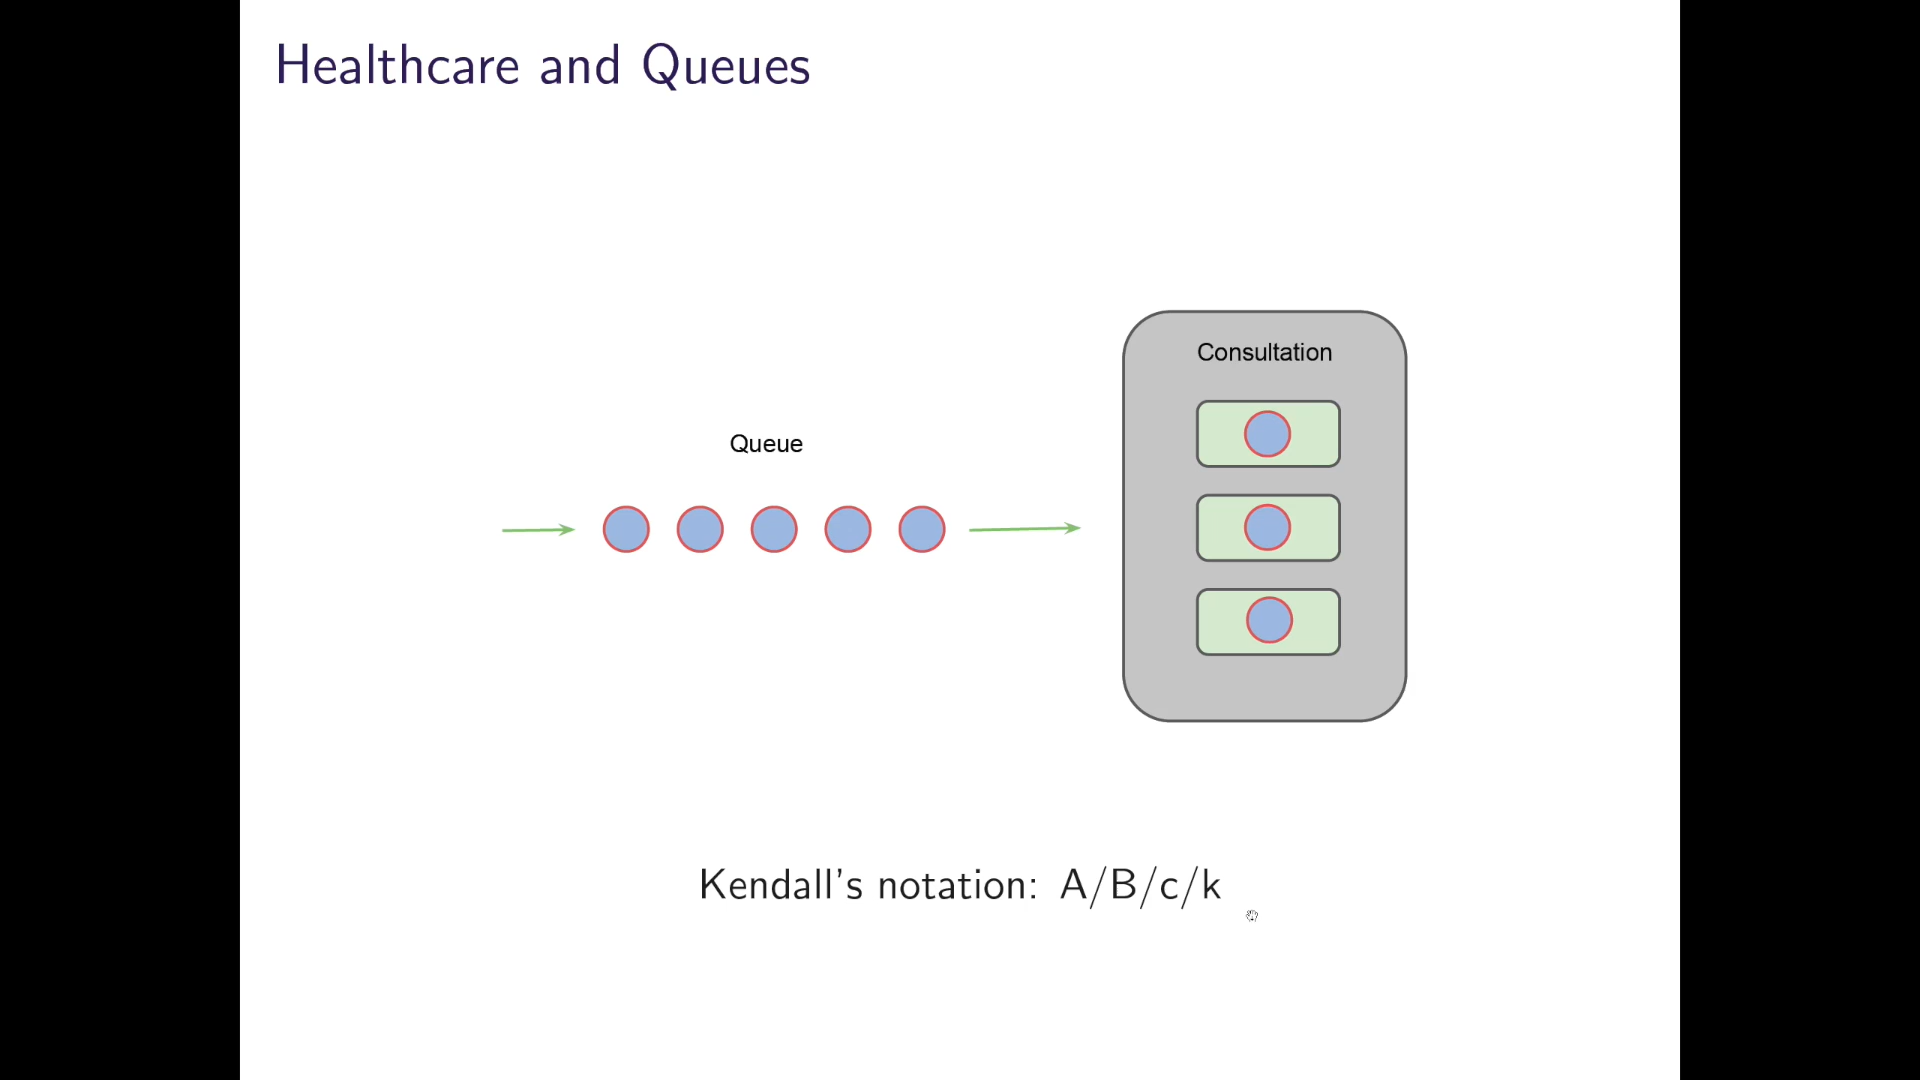 Healthcare and Queues
Consultation
Queue
Kendall's notation: A/B/c/k